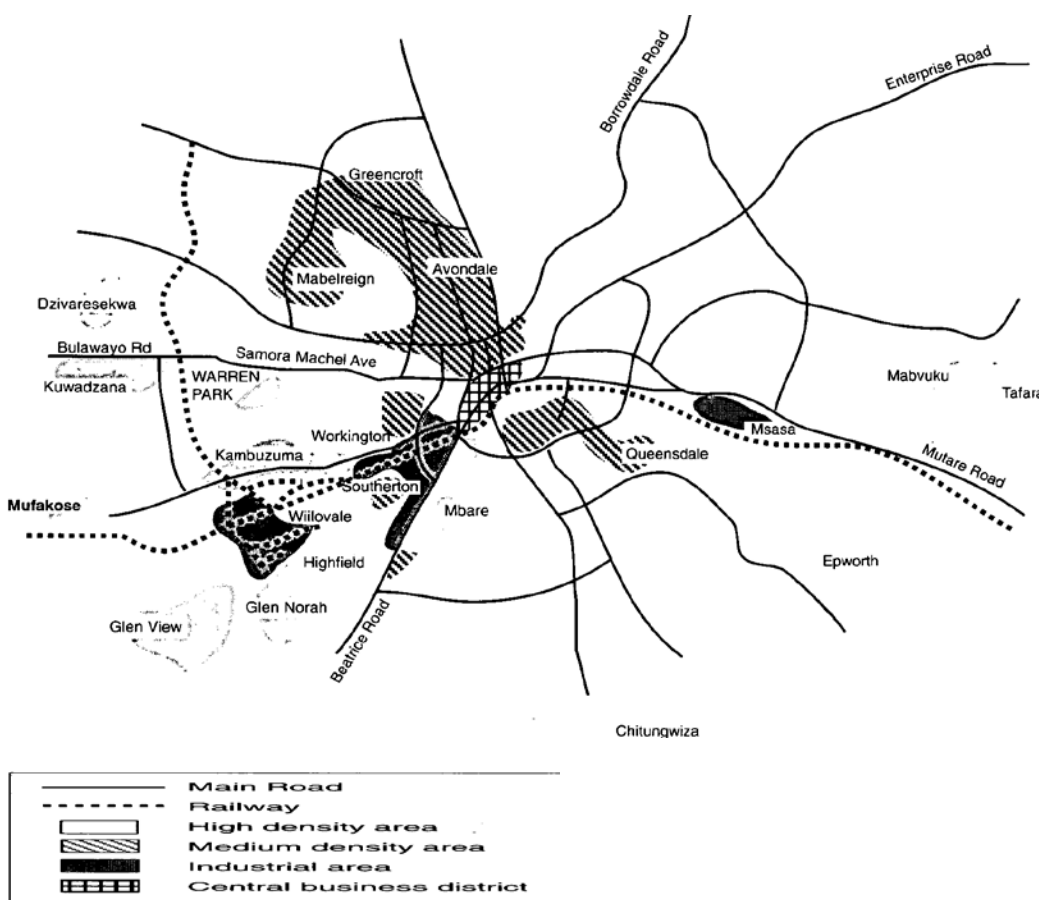 Borrowdale Road
Enterprise Road
Greencroft
Mabelreign
Avondale
Dzivaresekwa
Bulawayo Rd
Samora Machel Ave
Kuwadzana
WARREN
PARK
Mabvuku
Tafara
Workington
Msasa
Kambuzuma
Queensdale
Mutare Road
Southerton
Mufakose
Wiilovale
Mbare
Highfield
Epworth
Glen Norah
Glen View
Beatrice Road
Chitungwiza
Main Road
Railway
High density area
Medium density area
Industrial area
Central business district